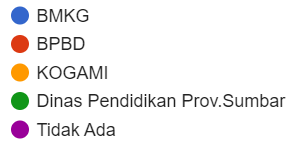 BMKG
BPBD
KOGAMI
Dinas Pendidikan Prov.Sumbar
Tidak Ada